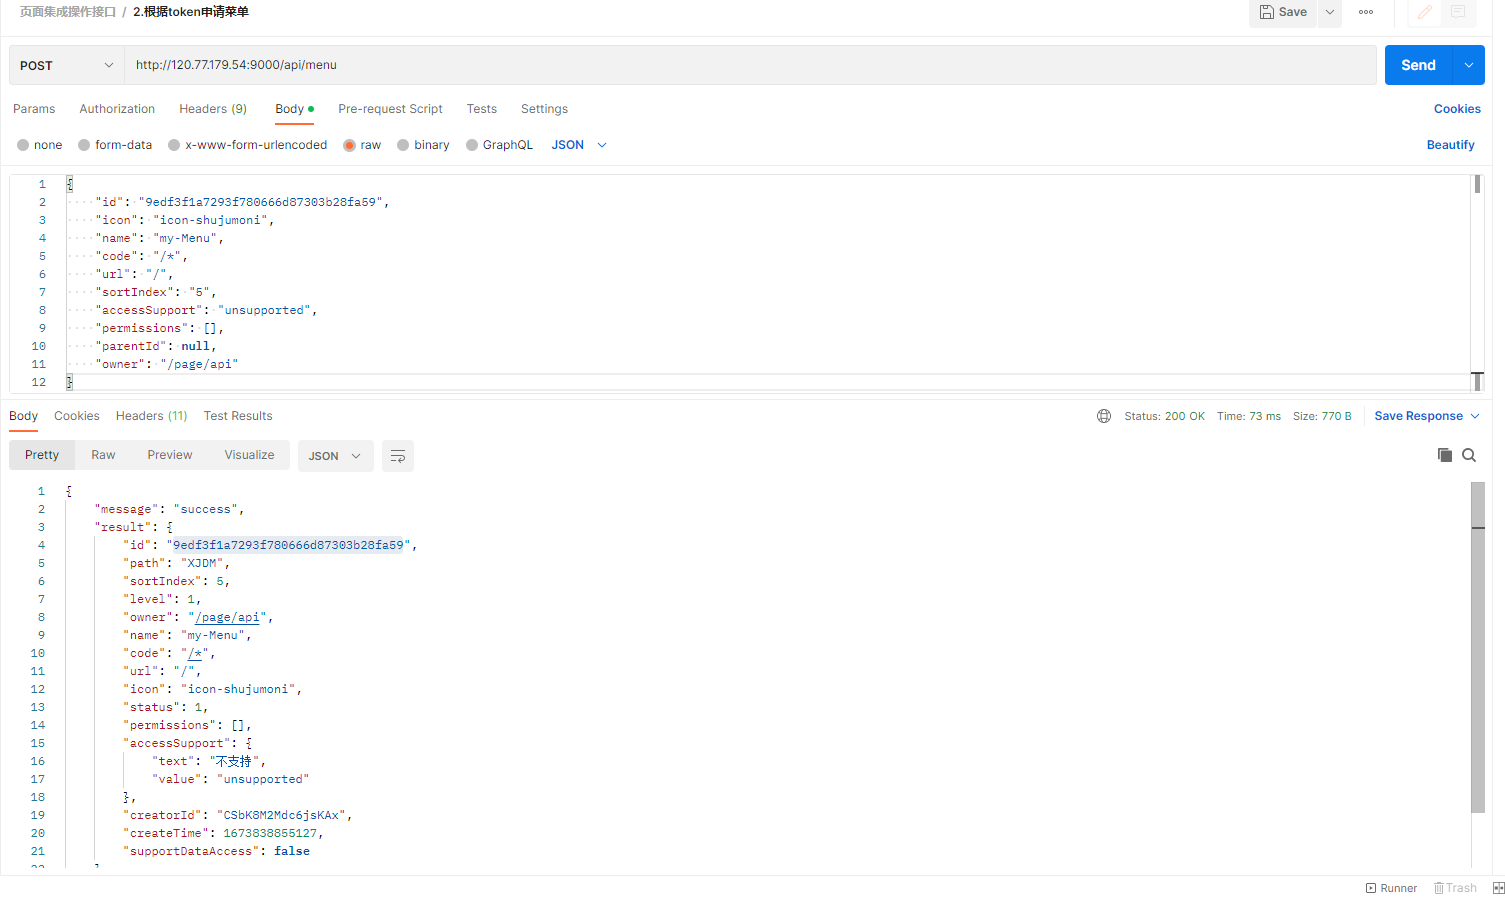 页面集成操作接口 / 2.根据token申请菜单 Save
POST http://120.77.179.54:9000/api/menu Send
Params Authorization Headers (9) Body Pre-request Script Tests Settings Cookies
none form-data x-www-form-urlencoded raw binary GraphQL JSON Beautify
1 {
2 "id": "9edf3f1a7293f780666d87303b28fa59",
3 "icon": "icon-shujumoni",
4 "name": "my-Menu",
5 "code": "/*",
6 "url": "/",
7 "sortIndex": "5",
8 "accessSupport": "unsupported",
9 "permissions": [],
10 "parentId": null,
11 "owner": "/page/api"
12 }
Body Cookies Headers (11) Test Results Status: 200 OK Time: 73 ms Size: 770 B Save Response
Pretty Raw Preview Visualize JSON
1 {
2 "message": "success",
3 "result": {
4 "id": "9edf3f1a7293f780666d87303b28fa59",
5 "path": "XJDM",
6 "sortIndex": 5,
7 "level": 1,
8 "owner": "/page/api",
9 "name": "my-Menu",
10 "code": "/*",
11 "url": "/",
12 "icon": "icon-shujumoni",
13 "status": 1,
14 "permissions": [],
15 "accessSupport": {
16 "text": "不支持",
17 "value": "unsupported"
18 },
19 "creatorId": "CSbK8M2Mdc6jsKAx",
20 "createTime": 1673838855127,
21 "supportDataAccess": false
Runner Trash